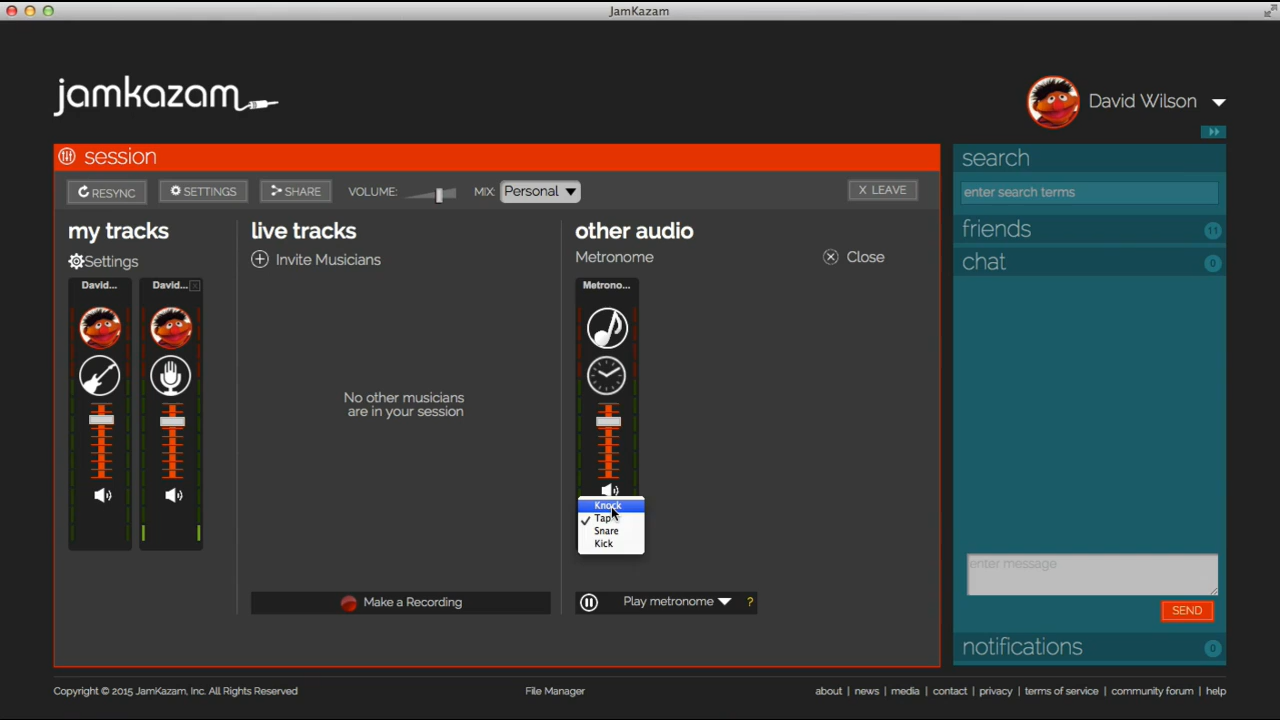 JamKazam
jamkazam
David Wilson
session
RESYNC
SETTINGS
SHARE
VOLUME:
MIX:
Personal
X LEAVE
my tracks
Settings
David...
David...
x
live tracks
Invite Musicians
No other musicians
are in your session
Make a Recording
other audio
Metronome
Close
Metrono...
Knock
Tap
Snare
Kick
Play metronome
?
search
enter search terms
friends
11
chat
0
enter message
SEND
notifications
0
Copyright © 2015 JamKazam, Inc. All Rights Reserved
File Manager
about | news | media | contact | privacy | terms of service | community forum | help